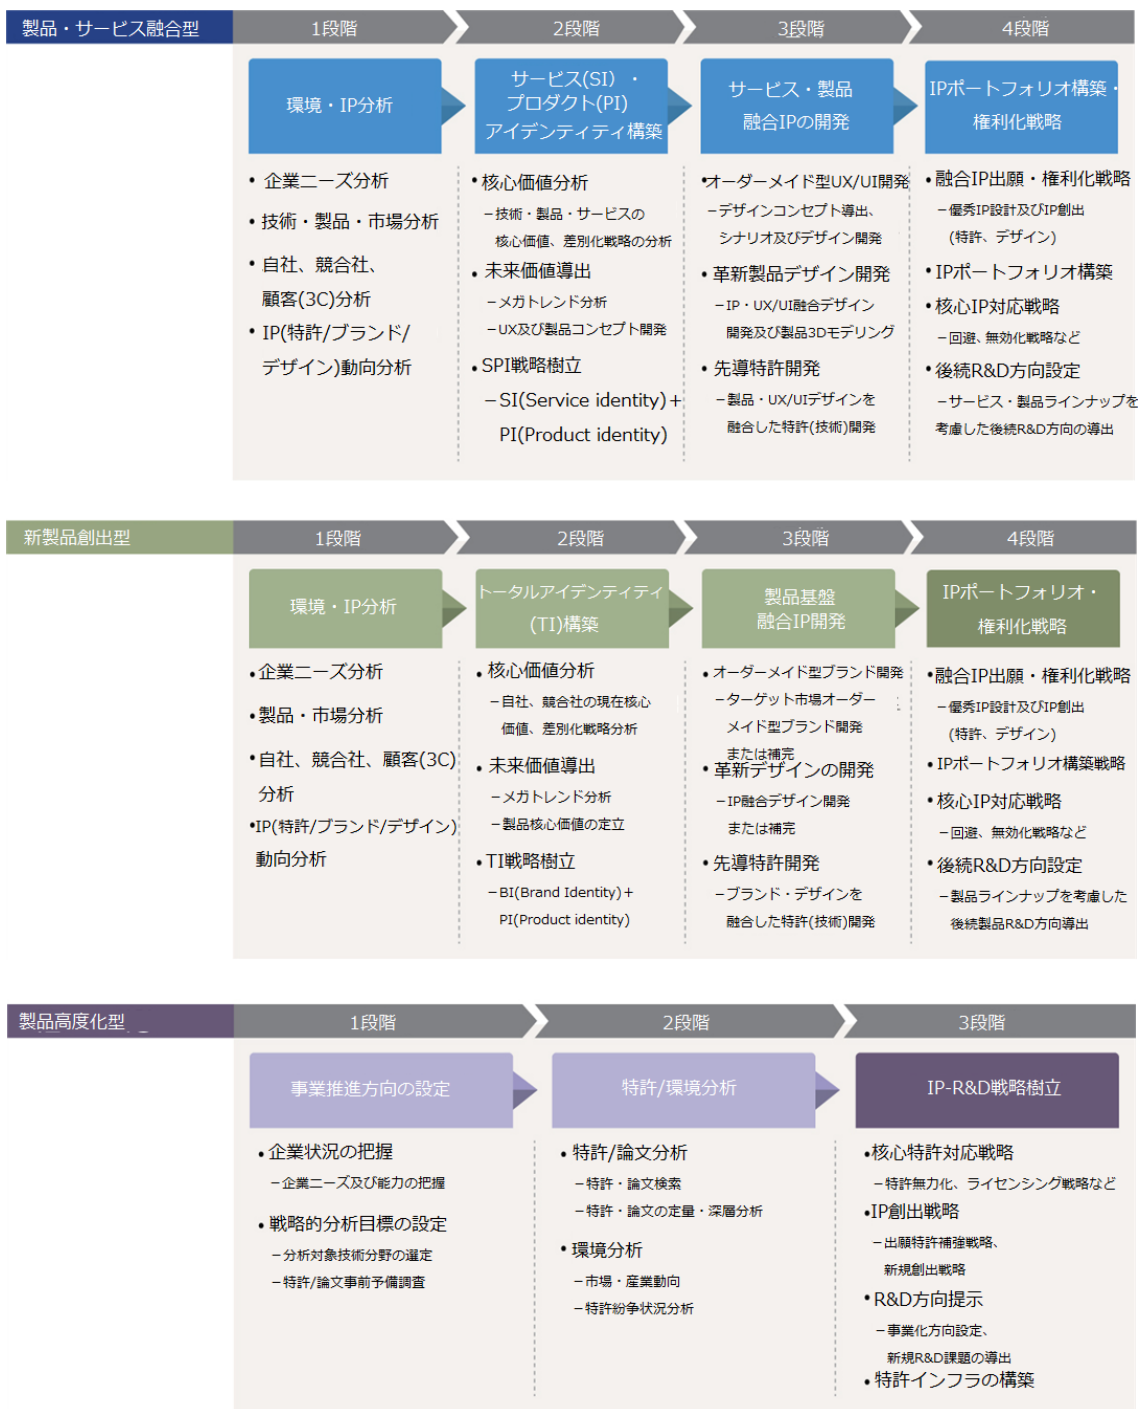 製品・サービス融合型
1段階
2段階
3段階
4段階
環境・IP分析
・企業ニーズ分析
・技術・製品・市場分析
・自社、競合社、
顧客(3C)分析
・IP(特許/ブランド/
デザイン)動向分析
サービス(SI）・
プロダクト(PI)
アイデンティティ構築
・核心価値分析
－技術・製品・サービスの
核心価値、差別化戦略の分析
・未来価値導出
－メガトレンド分析
－UX及び製品コンセプト開発
・SPI戦略樹立
－SI(Service identity)＋
PI(Product identity)
サービス・製品
融合IPの開発
・オーダーメイド型UX/UI開発
－デザインコンセプト導出、
シナリオ及びデザイン開発
・革新製品デザイン開発
－IP・UX/UI融合デザイン
開発及び製品3Dモデリング
・先導特許開発
－製品・UX/UIデザインを
融合した特許(技術)開発
IPポートフォリオ構築・
権利化戦略
・融合IP出願・権利化戦略
－優秀IP設計及びIP創出
(特許、デザイン)
・IPポートフォリオ構築
・核心IP対応戦略
－回避、無効化戦略など
・後続R&D方向設定
－サービス・製品ラインナップを
考慮した後続R&D方向の導出
新製品創出型
1段階
2段階
3段階
4段階
環境・IP分析
・企業ニーズ分析
・製品・市場分析
・自社、競合社、顧客(3C)
分析
・IP(特許/ブランド/デザイン)
動向分析
トータルアイデンティティ
(TI)構築
・核心価値分析
－自社、競合社の現在核心
価値、差別化戦略分析
・未来価値導出
－メガトレンド分析
－製品核心価値の定立
・TI戦略樹立
－BI(Brand Identity)＋
PI(Product identity)
製品基盤
融合IP開発
・オーダーメイド型ブランド開発
－ターゲット市場オーダー
メイド型ブランド開発
または補完
・革新デザインの開発
－IP融合デザイン開発
または補完
・先導特許開発
－ブランド・デザインを
融合した特許(技術)開発
IPポートフォリオ・
権利化戦略
・融合IP出願・権利化戦略
－優秀IP設計及びIP創出
(特許、デザイン)
・IPポートフォリオ構築戦略
・核心IP対応戦略
－回避、無効化戦略など
・後続R&D方向設定
－製品ラインナップを考慮した
後続製品R&D方向導出
製品高度化型
1段階
2段階
3段階
事業推進方向の設定
・企業状況の把握
－企業ニーズ及び能力の把握
・戦略的分析目標の設定
－分析対象技術分野の選定
－特許/論文事前予備調査
特許/環境分析
・特許/論文分析
－特許・論文検索
－特許・論文の定量・深層分析
・環境分析
－市場・産業動向
－特許紛争状況分析
IP-R&D戦略樹立
・核心特許対応戦略
－特許無力化、ライセンシング戦略など
・IP創出戦略
－出願特許補強戦略、
新規創出戦略
・R&D方向提示
－事業化方向設定、
新規R&D課題の導出
・特許インフラの構築